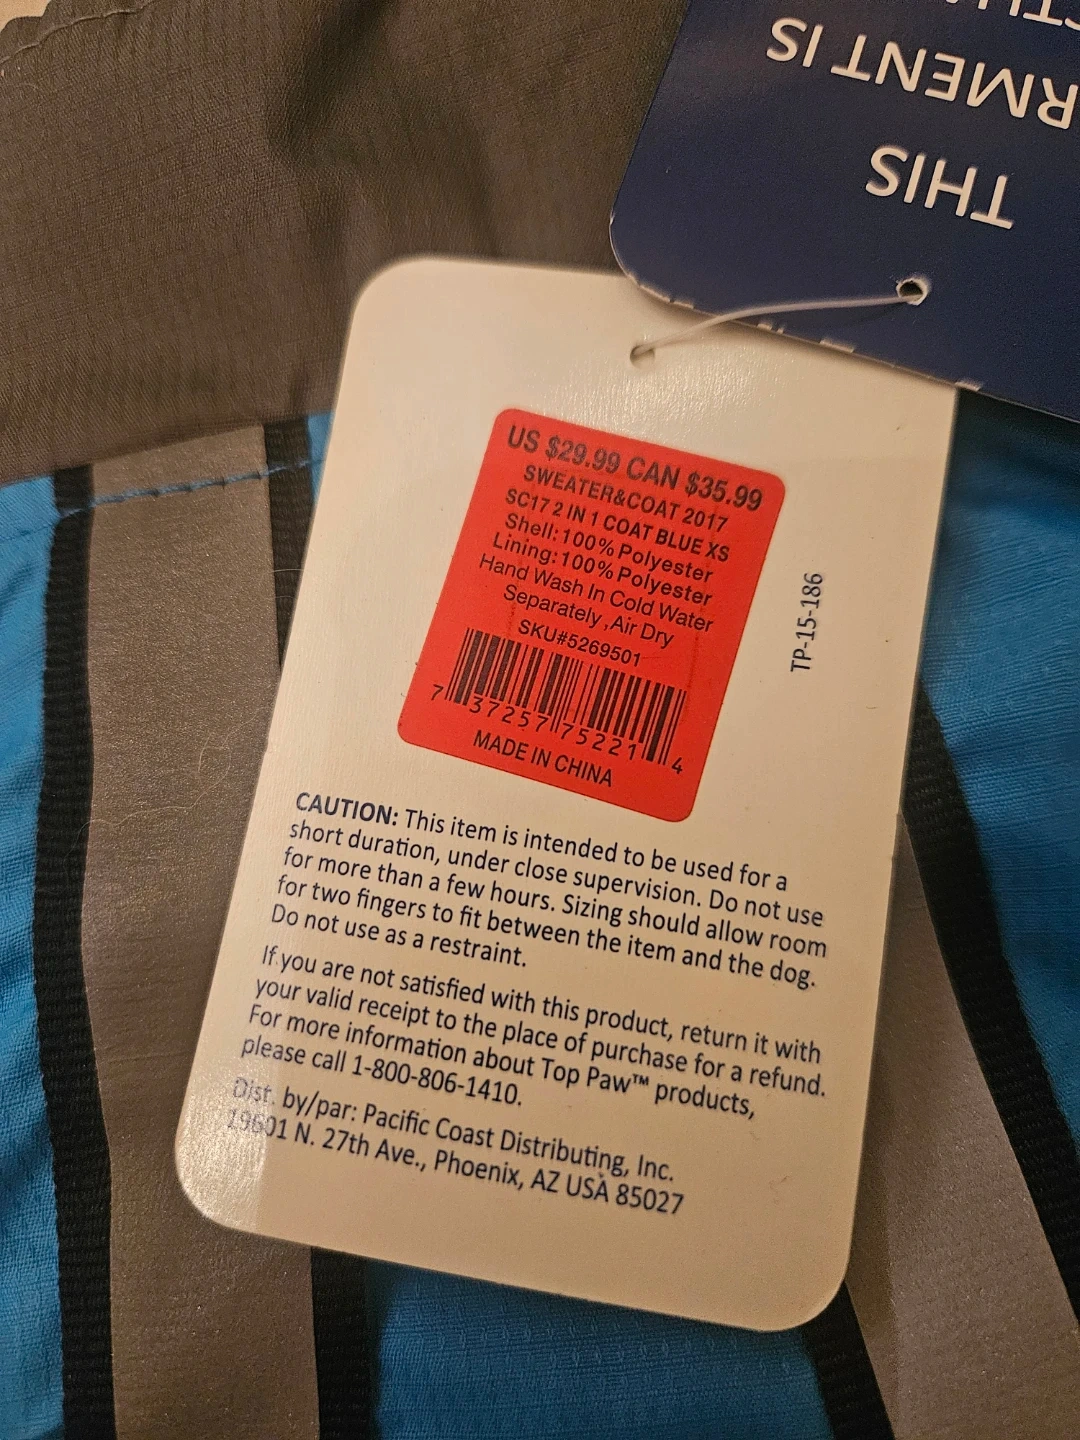 THIS
RMENT IS
US $29.99 CAN $35.99
SWEATER&COAT 2017
SC17 2 IN 1 COAT BLUE XS
Shell:100% Polyester
Lining:100% Polyester
Hand Wash In Cold Water
Separately,Air Dry
SKU#5269501
7 37257 75221 4
MADE IN CHINA
TP-15-186
CAUTION: This item is intended to be used for a
short duration, under close supervision. Do not use
for more than a few hours. Sizing should allow room
for two fingers to fit between the item and the dog.
Do not use as a restraint.
If you are not satisfied with this product, return it with
your valid receipt to the place of purchase for a refund.
For more information about Top Paw™ products,
please call 1-800-806-1410.
Dist. by/par: Pacific Coast Distributing, Inc.
19601 N. 27th Ave., Phoenix, AZ USA 85027